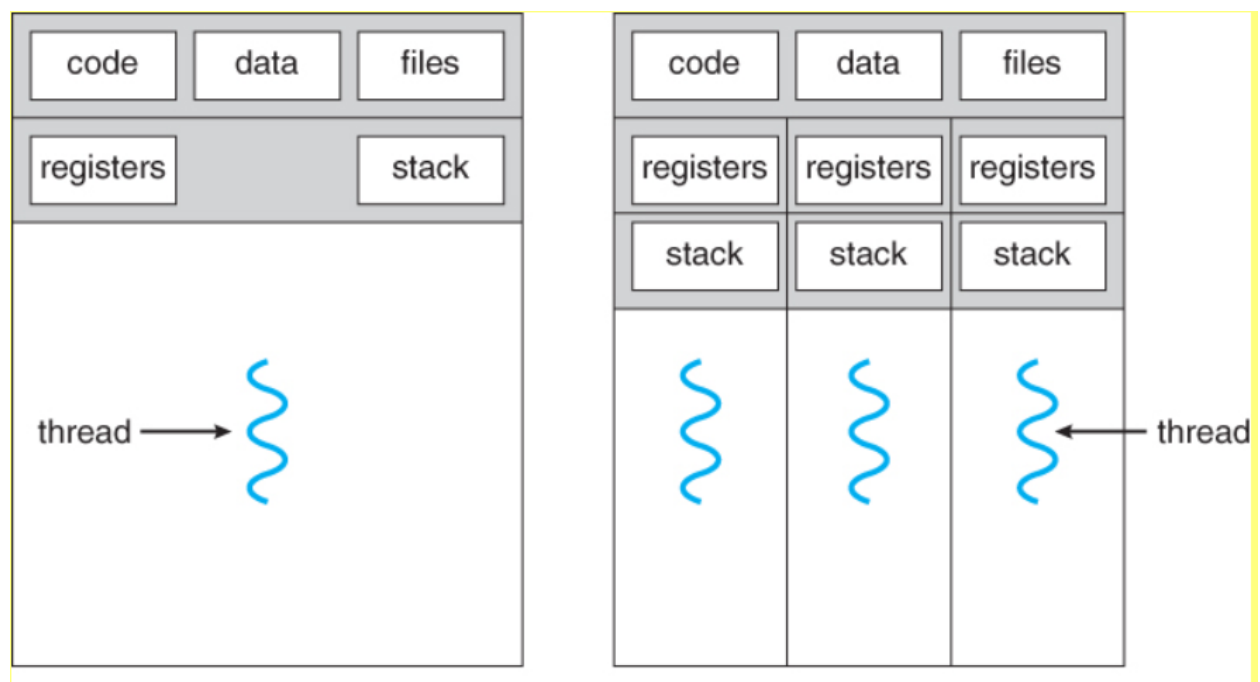 code data files
registers stack
thread
code data files
registers registers registers
stack stack stack
thread